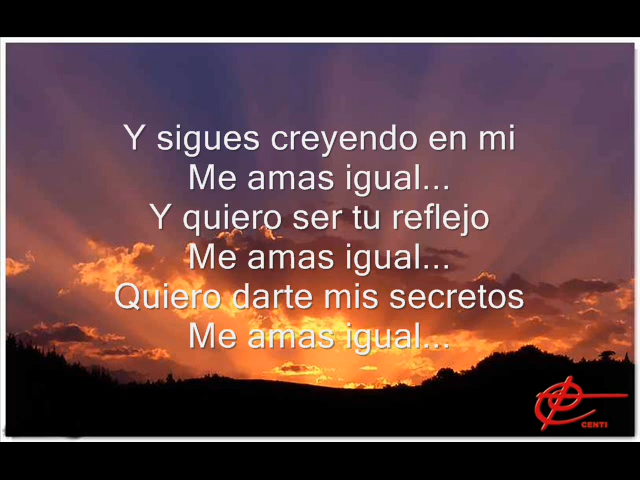 Y sigues creyendo en mi
Me amas igual...
Y quiero ser tu reflejo
Me amas igual...
Quiero darte mis secretos
Me amas igual...
CENTI